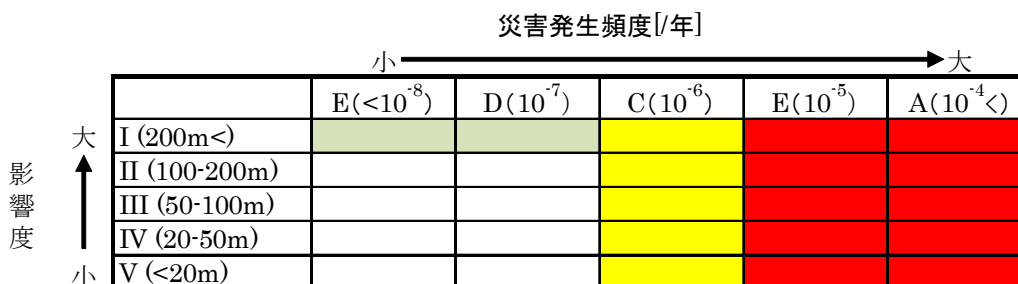 災害発生頻度[/年]
小 大
E(<10⁻⁸) D(10⁻⁷) C(10⁻⁶) E(10⁻⁵) A(10⁻⁴<)
大 I (200m<)
II (100-200m)
III (50-100m)
IV (20-50m)
小 V (<20m)
影響度